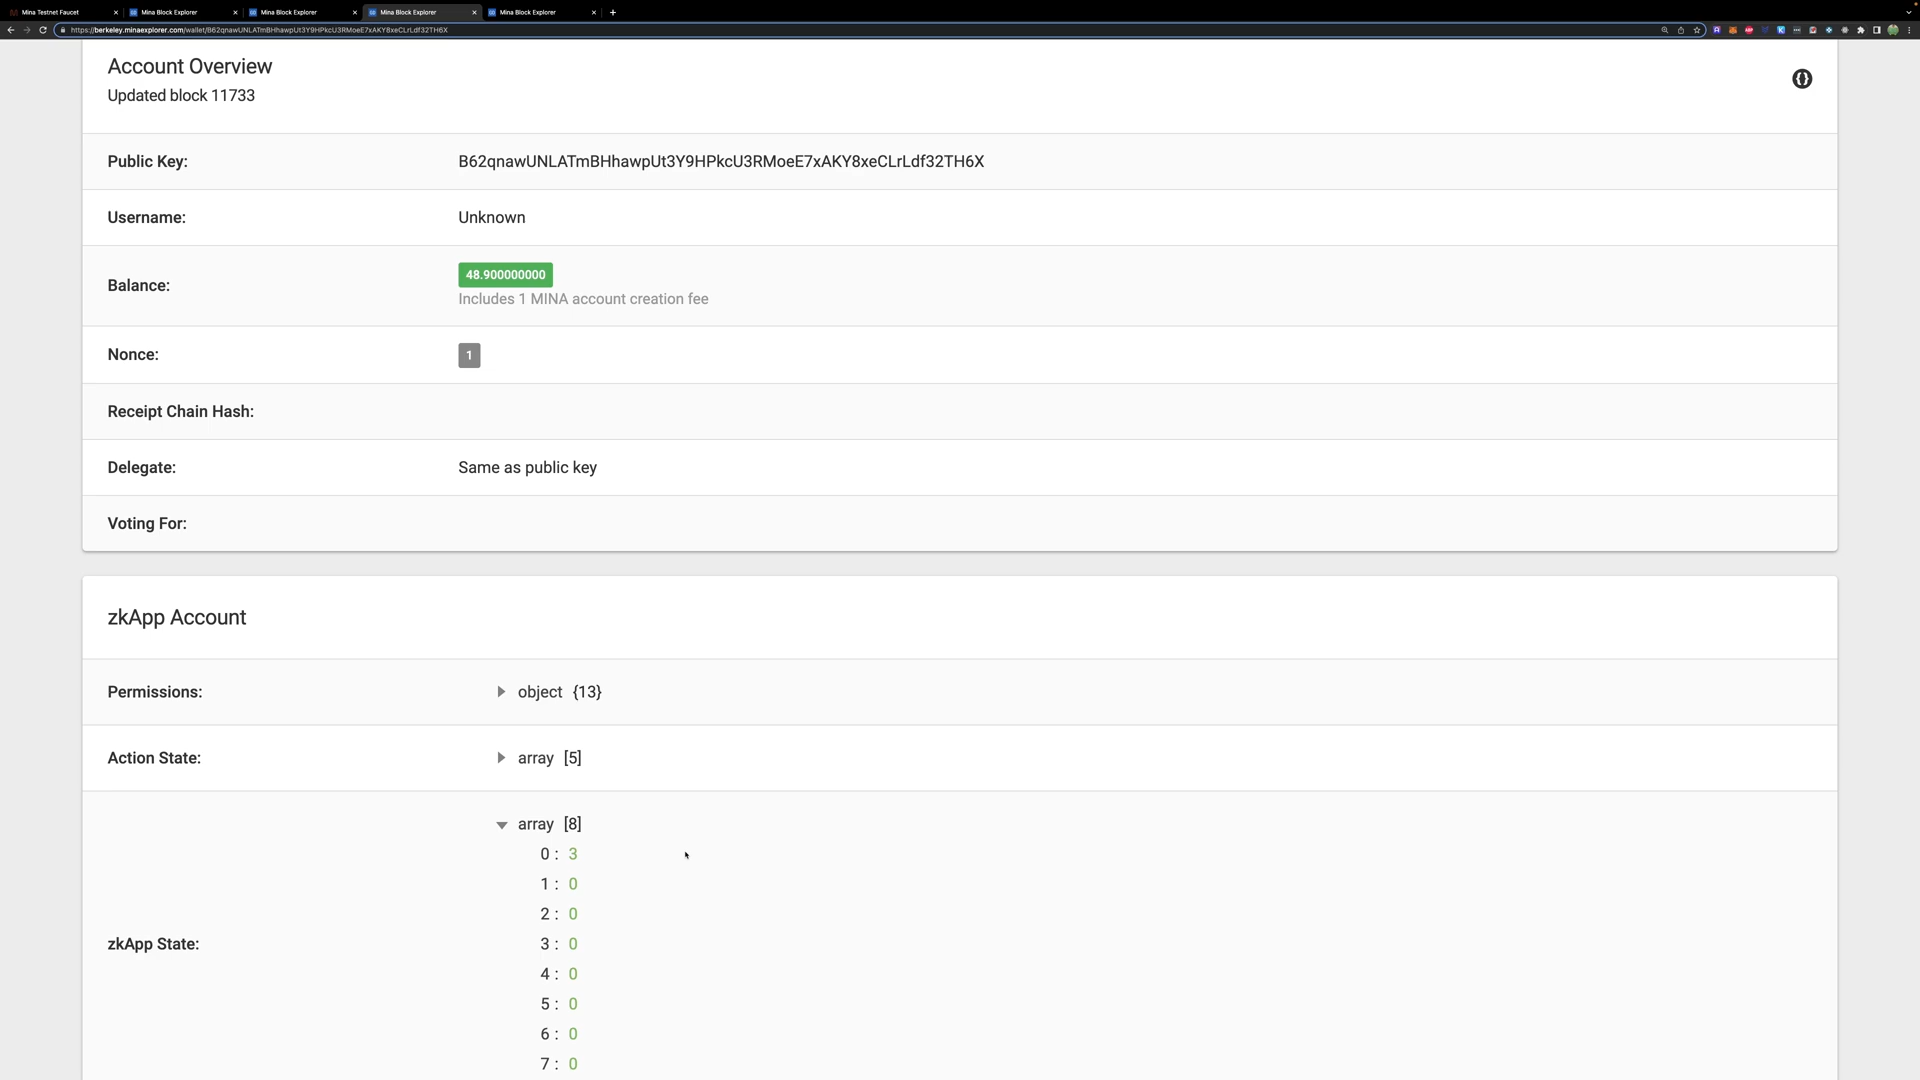 Mina Testnet Faucet
Mina Block Explorer
Mina Block Explorer
Mina Block Explorer
Mina Block Explorer
https://berkeley.minaexplorer.com/wallet/B62qnawUNLATmBHhawpUt3Y9HPkcU3RMoeE7xAKY8xeCLrLdf32TH6X
Account Overview
Updated block 11733
Public Key: B62qnawUNLATmBHhawpUt3Y9HPkcU3RMoeE7xAKY8xeCLrLdf32TH6X
Username: Unknown
Balance: 48.900000000
Includes 1 MINA account creation fee
Nonce: 1
Receipt Chain Hash:
Delegate: Same as public key
Voting For:
zkApp Account
Permissions: object {13}
Action State: array [5]
zkApp State: array [8]
0 : 3
1 : 0
2 : 0
3 : 0
4 : 0
5 : 0
6 : 0
7 : 0